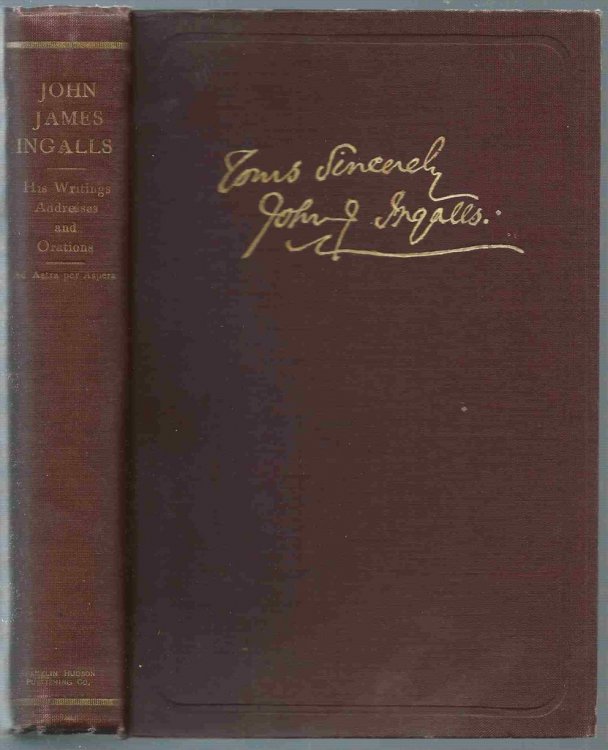 JOHN
JAMES
INGALLS
His Writings
Addresses
and
Orations
Ad Astra per Aspera
FRANKLIN HUDSON
PUBLISHING CO.
Yours Sincerely
John J Ingalls.